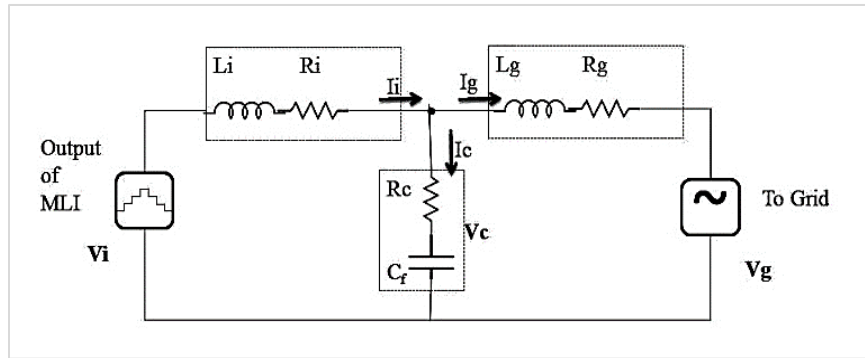 Li Ri
Ii
Ig
Lg Rg
Ic
Output
of
MLI
Vi
Rc
Vc
Cf
To Grid
Vg